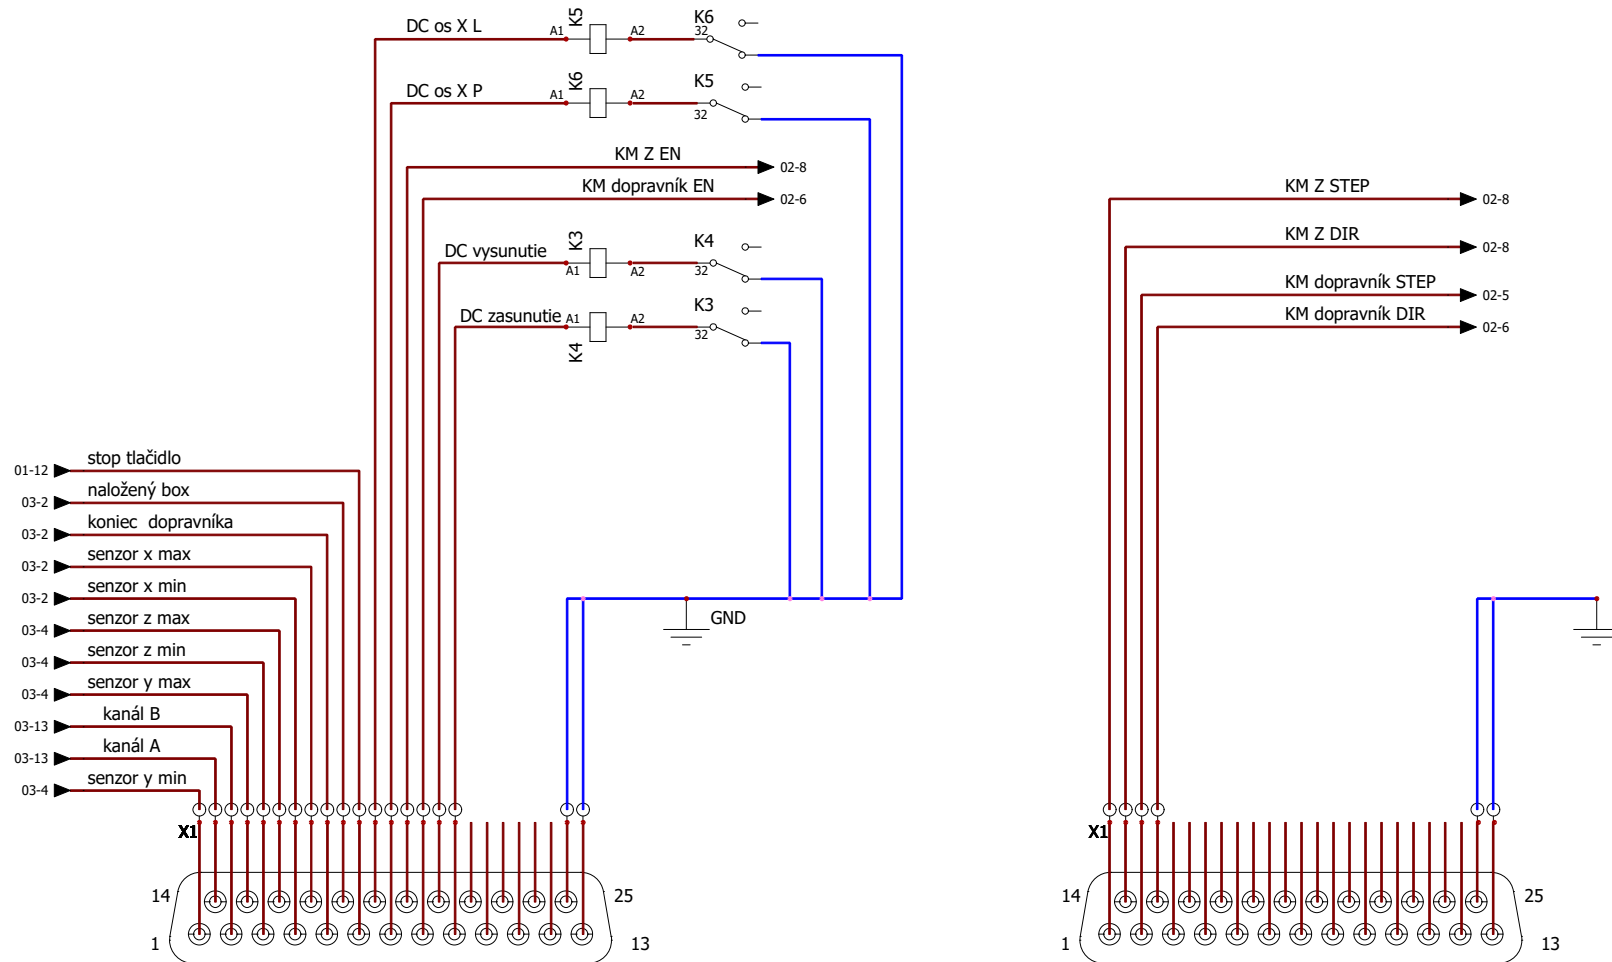 DC os X L
A1
K5
A2
K6
32
DC os X P
A1
K6
A2
K5
32
KM Z EN
02-8
KM dopravník EN
02-6
DC vysunutie
A1
K3
A2
K4
32
DC zasunutie
A1
K4
A2
K3
32
KM Z STEP
02-8
KM Z DIR
02-8
KM dopravník STEP
02-5
KM dopravník DIR
02-6
01-12 stop tlačidlo
03-2 naložený box
03-2 koniec dopravníka
03-2 senzor x max
03-2 senzor x min
03-4 senzor z max
03-4 senzor z min
03-4 senzor y max
03-13 kanál B
03-13 kanál A
03-4 senzor y min
GND
X1
14
25
1
13
X1
14
25
1
13